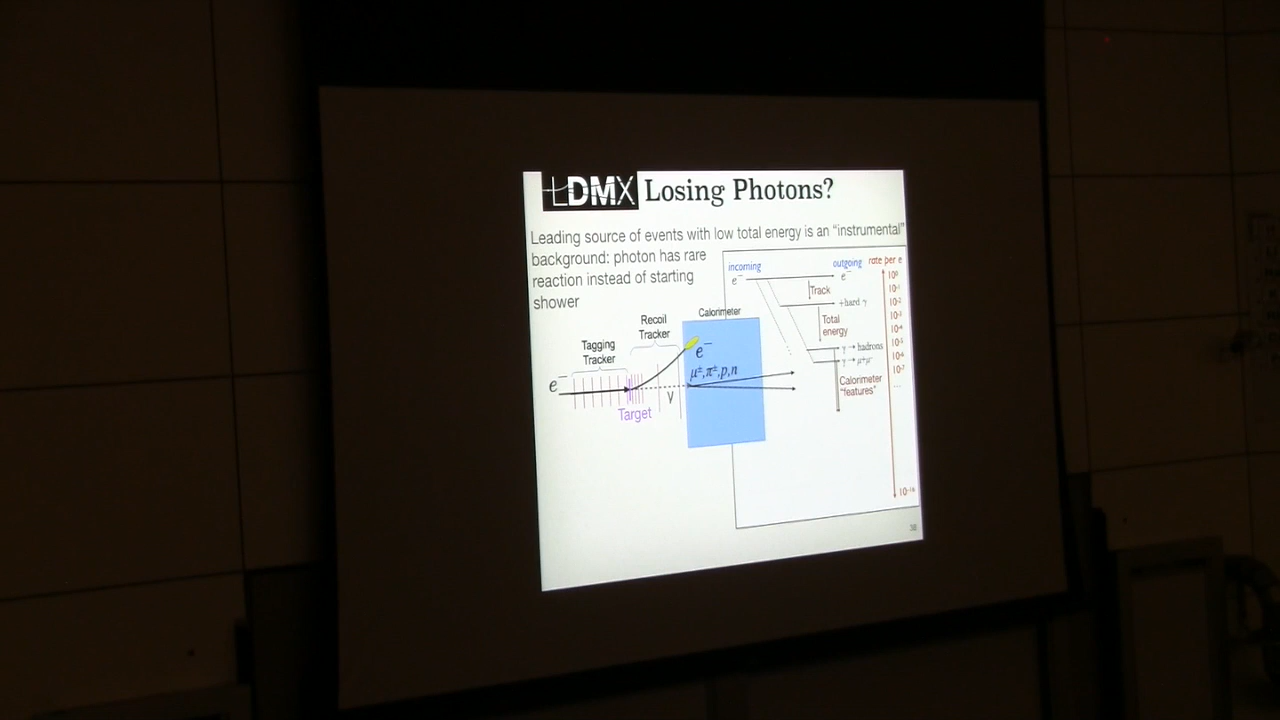 LDMX Losing Photons?
Leading source of events with low total energy is an “instrumental”
background: photon has rare
reaction instead of starting
shower
incoming
outgoing
rate per e
e⁻
e⁻
Track
+hard γ
Total
energy
γ → hadrons
γ → μ+μ−
Calorimeter
“features”
10⁰
10⁻¹
10⁻²
10⁻³
10⁻⁴
10⁻⁵
10⁻⁶
10⁻⁷
...
10⁻¹⁶
Calorimeter
Recoil
Tracker
Tagging
Tracker
e⁻
e⁻
μ±,π±,p,n
γ
Target
38